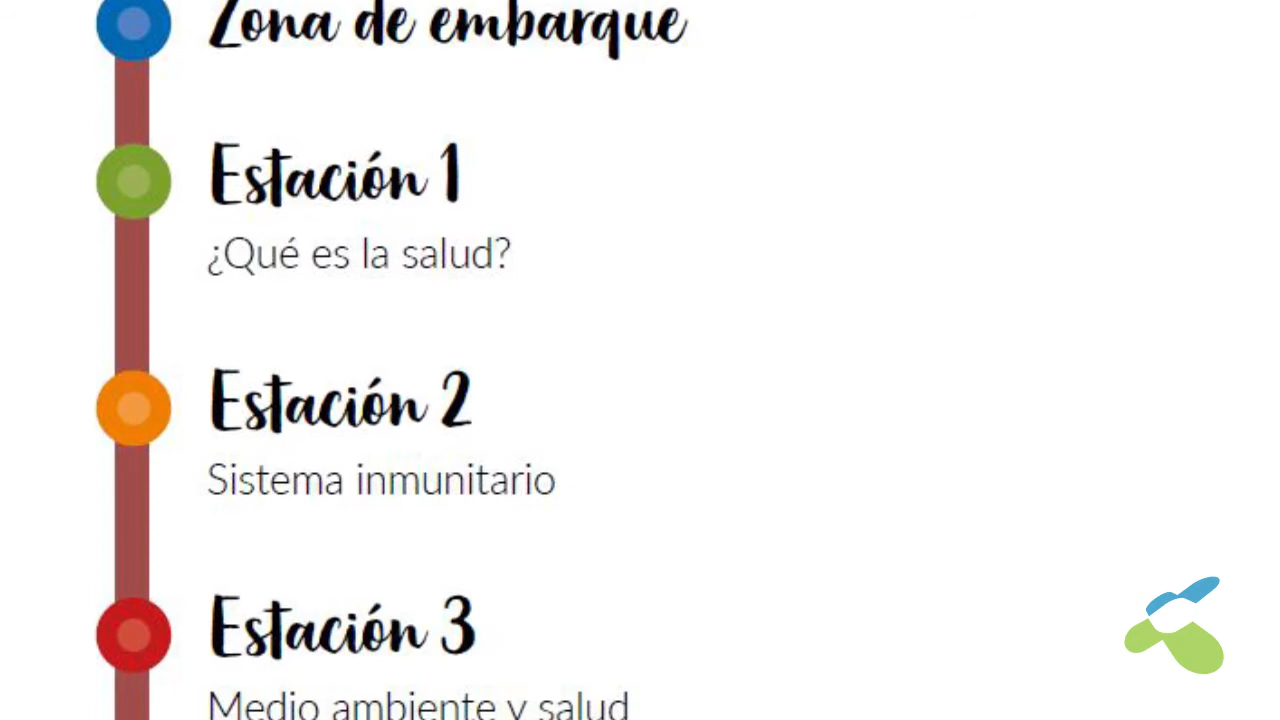 Zona de embarque
Estación 1
¿Qué es la salud?
Estación 2
Sistema inmunitario
Estación 3
Medio ambiente y salud